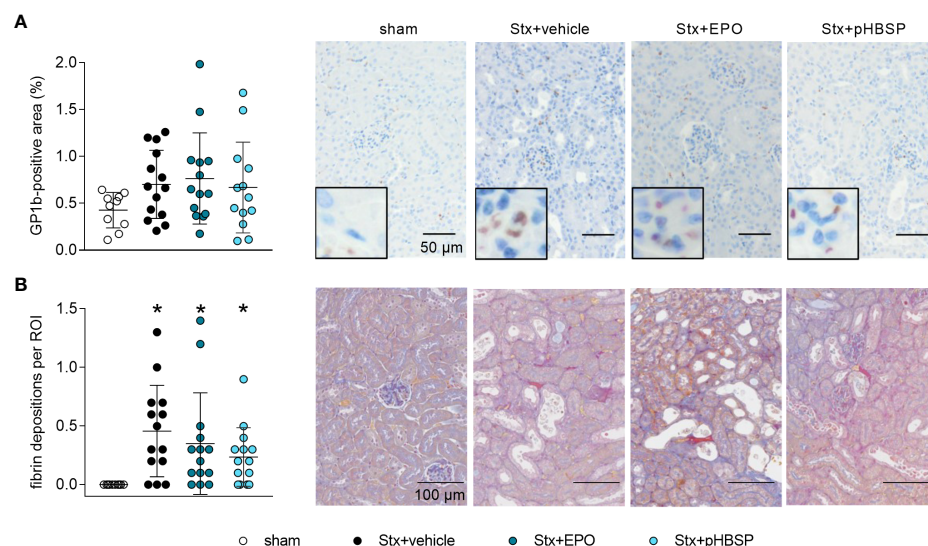 A
sham
Stx+vehicle
Stx+EPO
Stx+pHBSP
GP1b-positive area (%)
2.0
1.5
1.0
0.5
0.0
50 µm
B
fibrin depositions per ROI
1.5
1.0
0.5
0.0
* * *
100 µm
sham Stx+vehicle Stx+EPO Stx+pHBSP